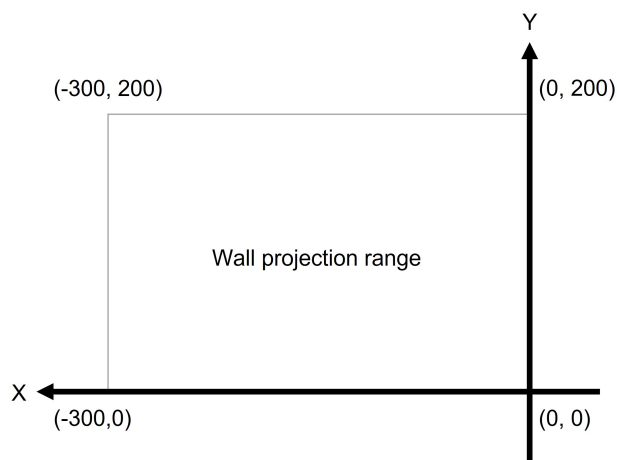 Y
(-300, 200)
(0, 200)
Wall projection range
X
(-300,0)
(0, 0)